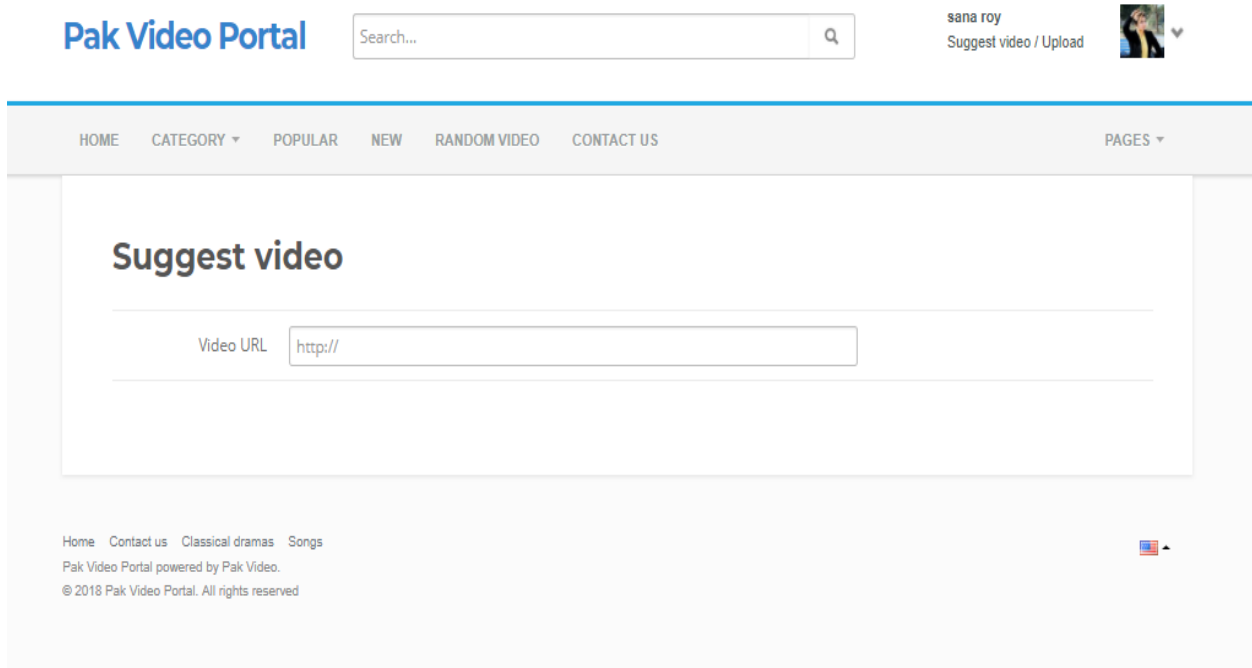 Pak Video Portal
Search...
sana roy
Suggest video / Upload
HOME CATEGORY POPULAR NEW RANDOM VIDEO CONTACT US PAGES
Suggest video
Video URL http://
Home Contact us Classical dramas Songs
Pak Video Portal powered by Pak Video.
© 2018 Pak Video Portal. All rights reserved